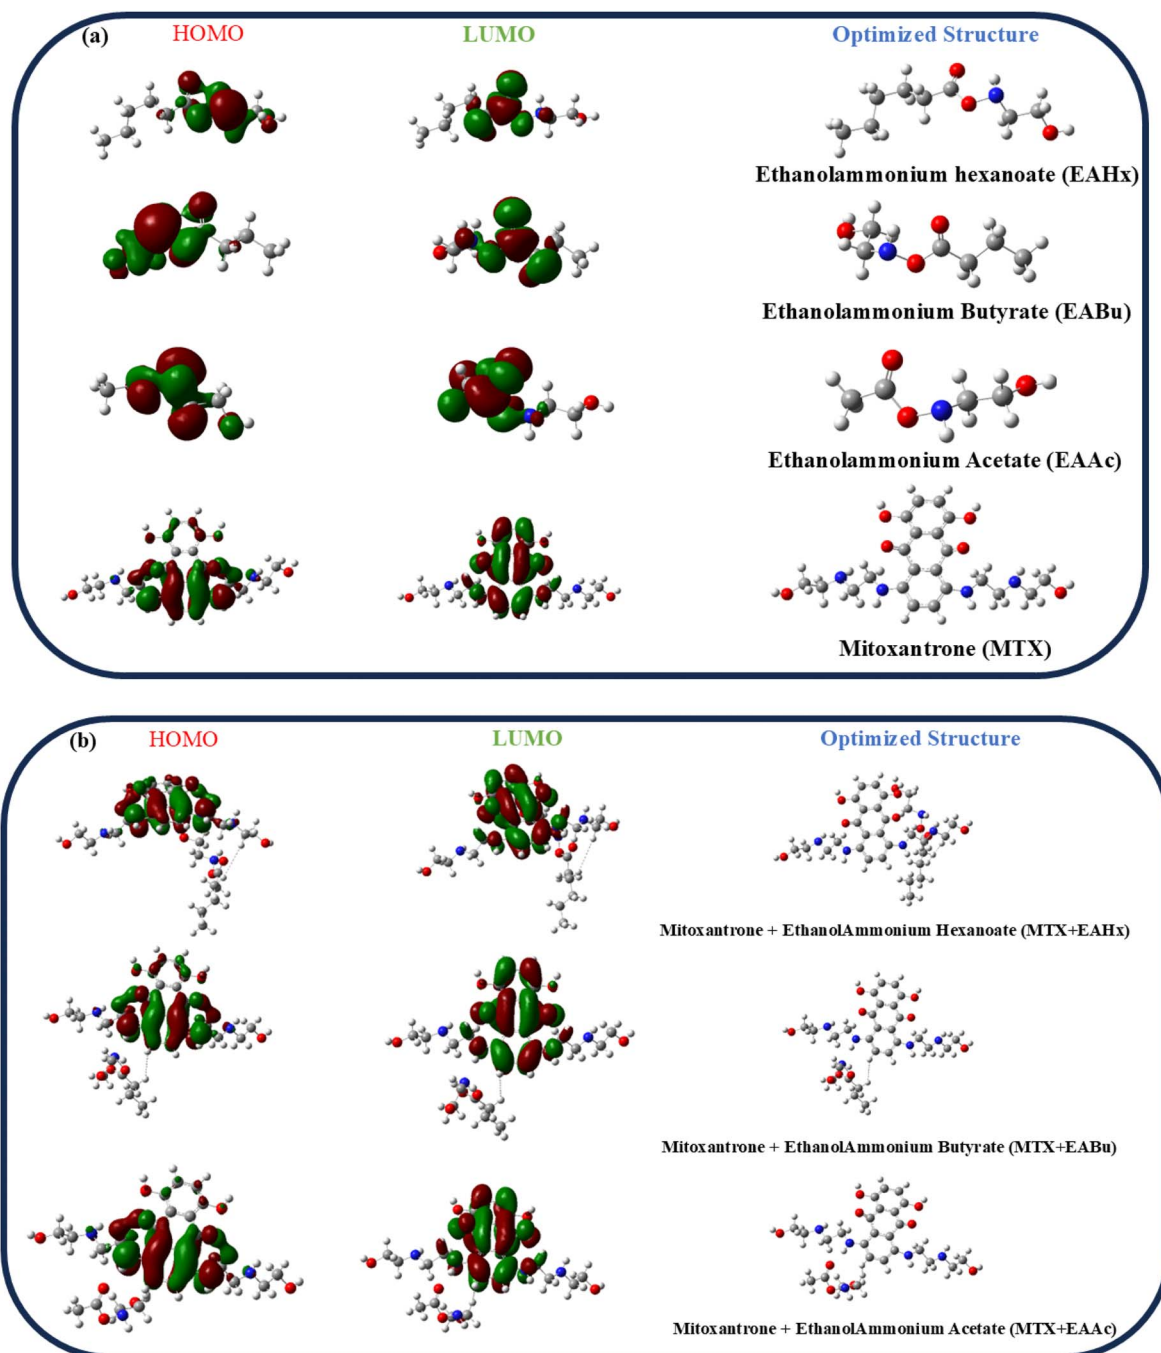 (a) HOMO LUMO Optimized Structure
Ethanolammonium hexanoate (EAHx)
Ethanolammonium Butyrate (EABu)
Ethanolammonium Acetate (EAAc)
Mitoxantrone (MTX)
(b) HOMO LUMO Optimized Structure
Mitoxantrone + EthanolAmmonium Hexanoate (MTX+EAHx)
Mitoxantrone + EthanolAmmonium Butyrate (MTX+EABu)
Mitoxantrone + EthanolAmmonium Acetate (MTX+EAAc)